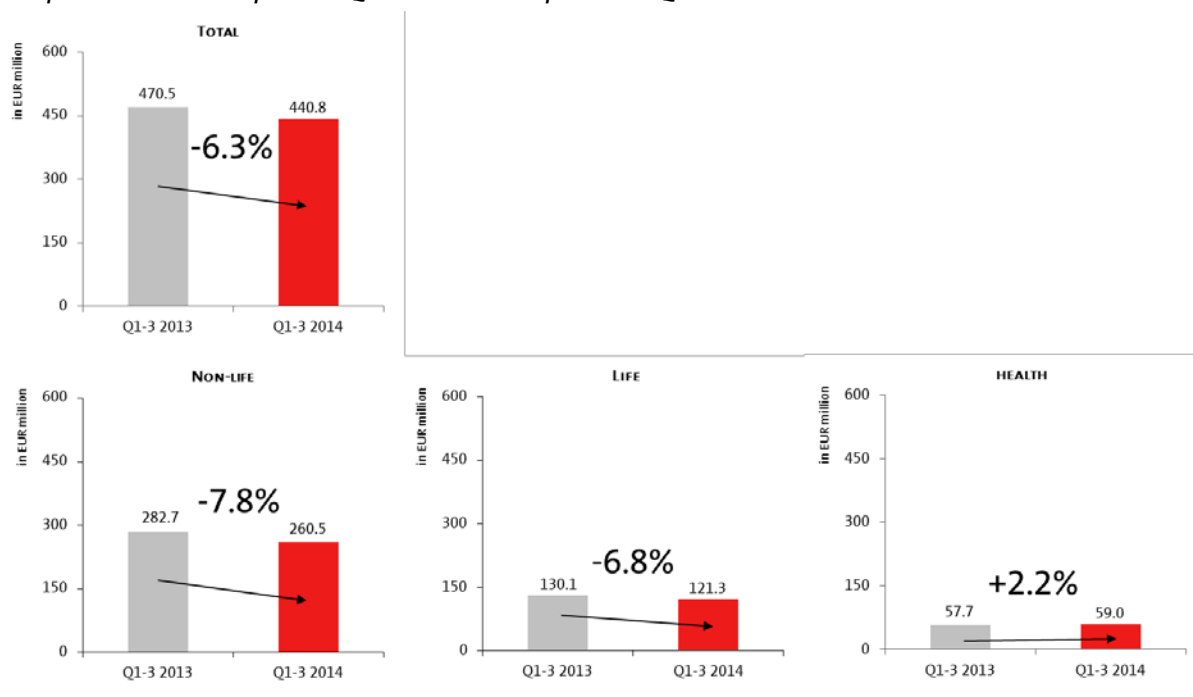 TOTAL
in EUR million
600
450
300
150
0
470.5
440.8
-6.3%
Q1-3 2013
Q1-3 2014
NON-LIFE
in EUR million
600
450
300
150
0
282.7
260.5
-7.8%
Q1-3 2013
Q1-3 2014
LIFE
in EUR million
600
450
300
150
0
130.1
121.3
-6.8%
Q1-3 2013
Q1-3 2014
HEALTH
in EUR million
600
450
300
150
0
57.7
59.0
+2.2%
Q1-3 2013
Q1-3 2014